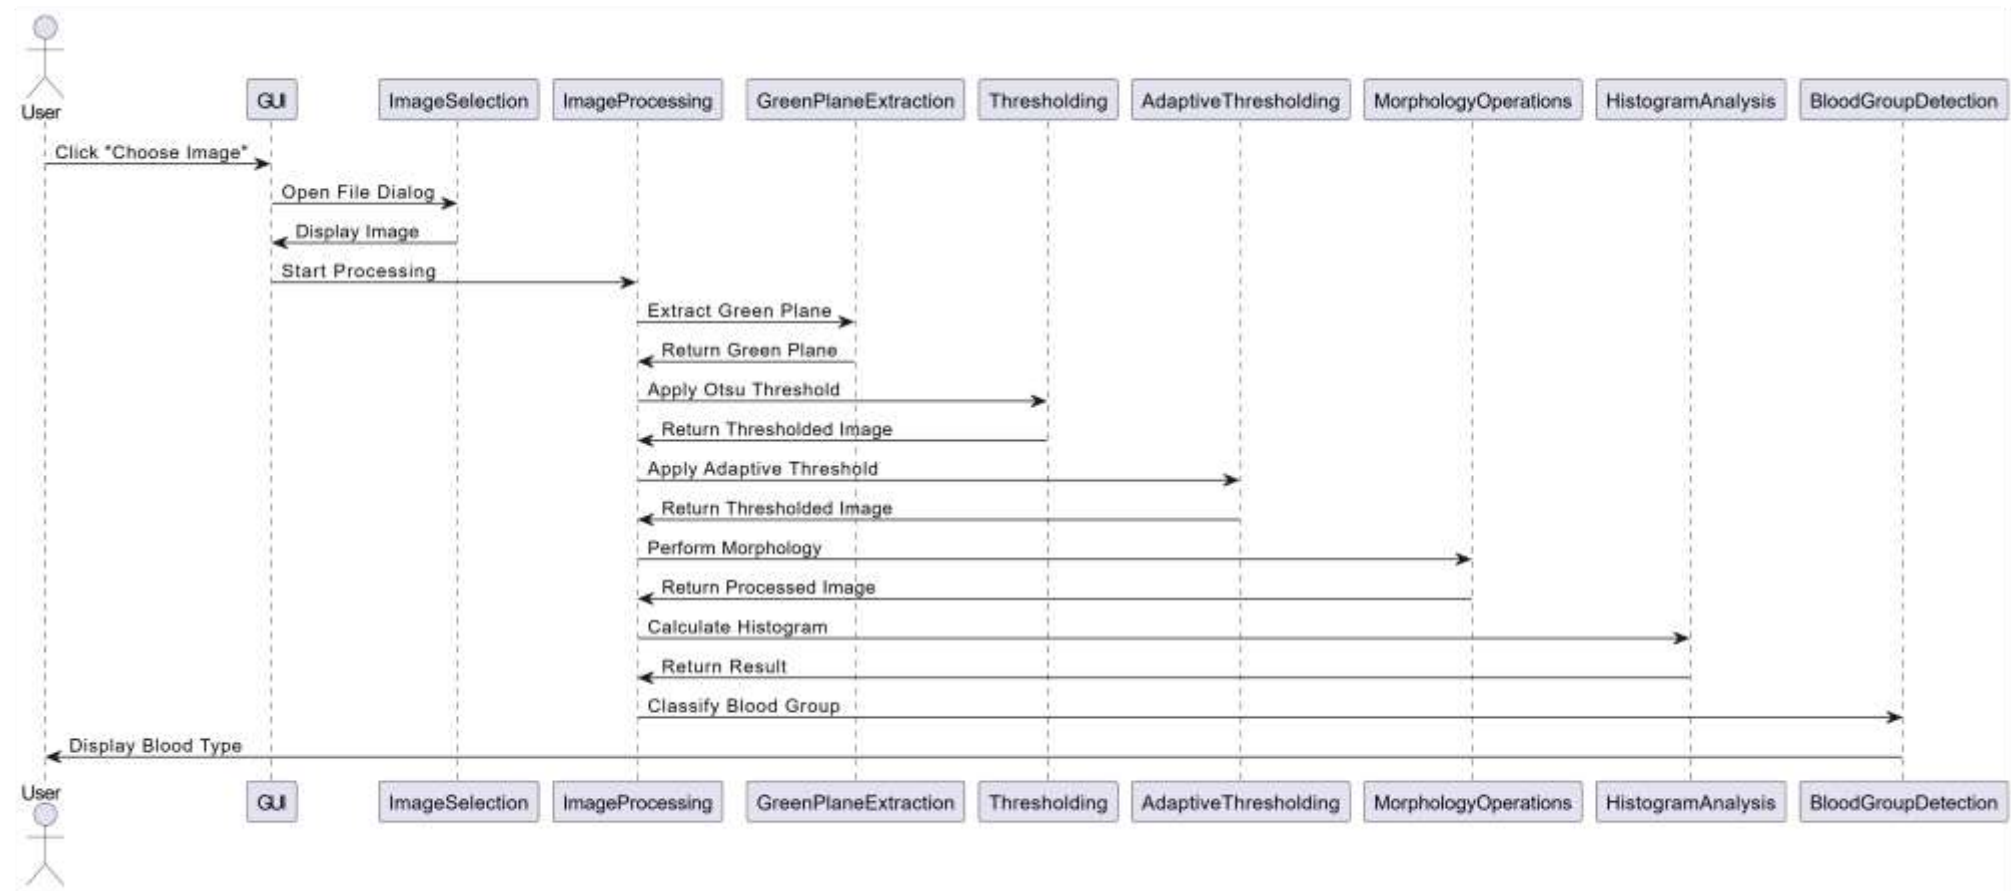 User
GUI
ImageSelection
ImageProcessing
GreenPlaneExtraction
Thresholding
AdaptiveThresholding
MorphologyOperations
HistogramAnalysis
BloodGroupDetection
Click "Choose Image"
Open File Dialog
Display Image
Start Processing
Extract Green Plane
Return Green Plane
Apply Otsu Threshold
Return Thresholded Image
Apply Adaptive Threshold
Return Thresholded Image
Perform Morphology
Return Processed Image
Calculate Histogram
Return Result
Classify Blood Group
Display Blood Type
User
GUI
ImageSelection
ImageProcessing
GreenPlaneExtraction
Thresholding
AdaptiveThresholding
MorphologyOperations
HistogramAnalysis
BloodGroupDetection